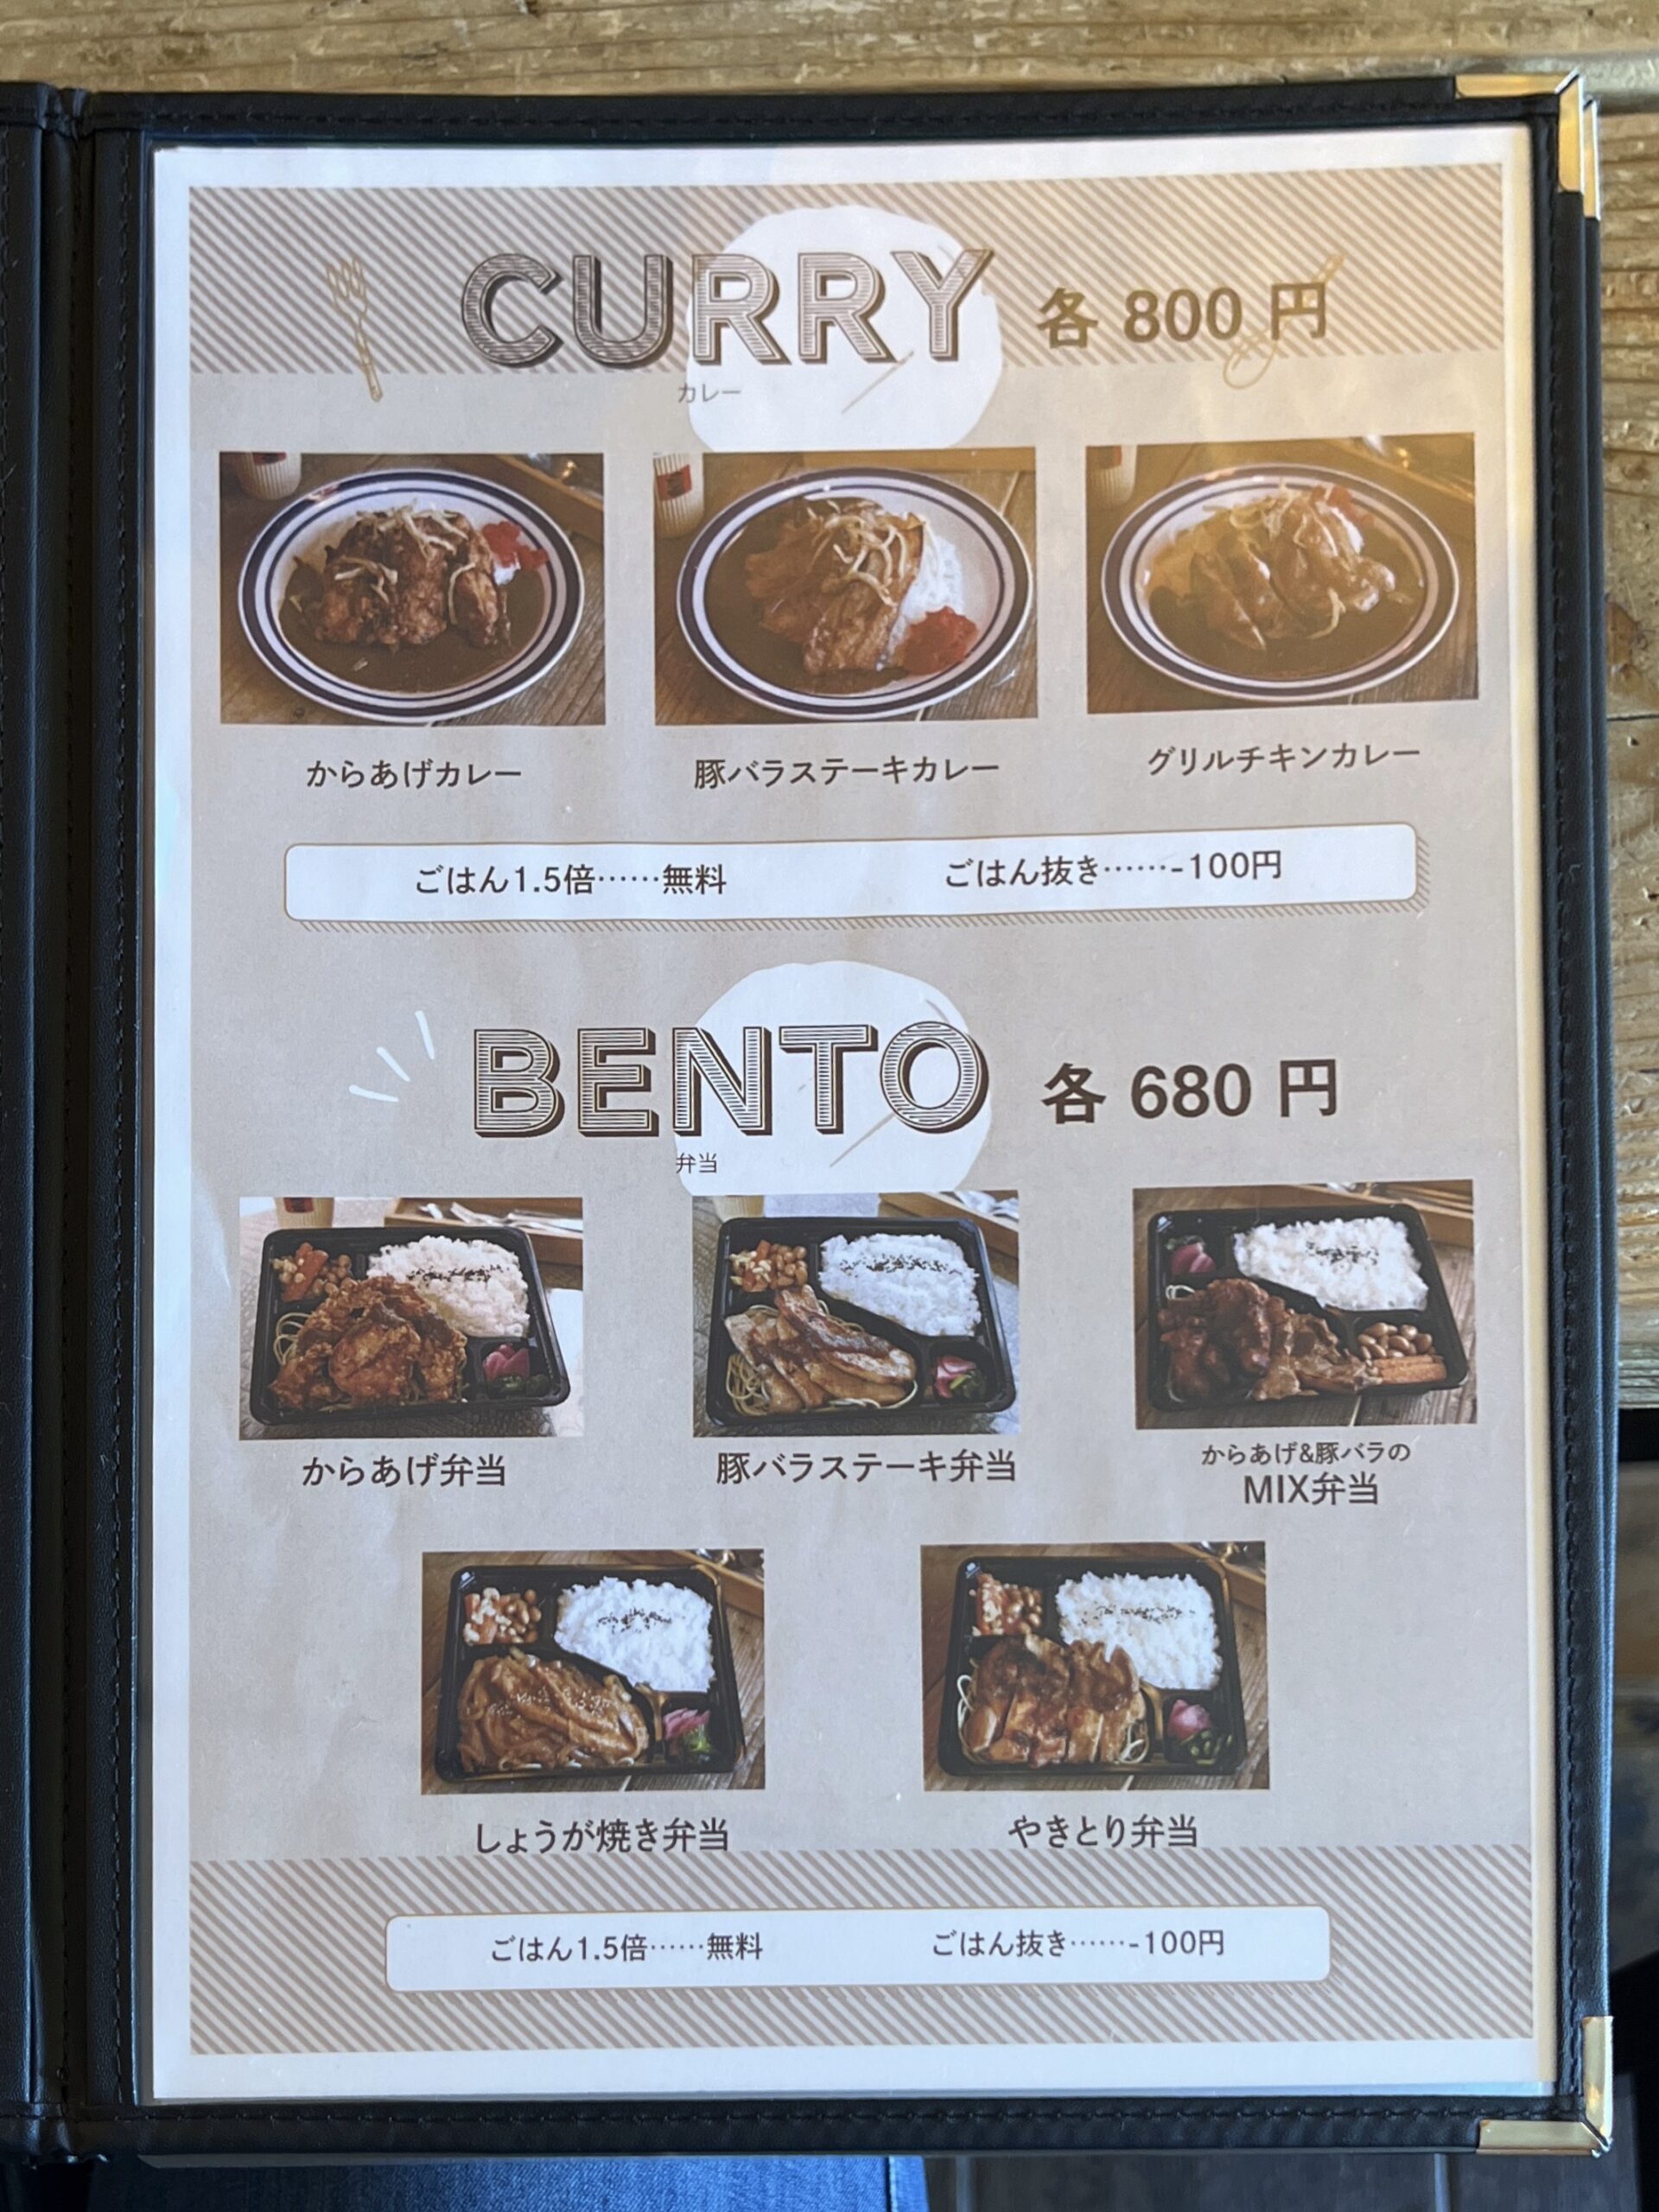 CURRY 各 800 円
カレー
からあげカレー
豚バラステーキカレー
グリルチキンカレー
ごはん1.5倍……無料
ごはん抜き……-100円
BENTO 各 680 円
弁当
からあげ弁当
豚バラステーキ弁当
からあげ&豚バラの
MIX弁当
しょうが焼き弁当
やきとり弁当
ごはん1.5倍……無料
ごはん抜き……-100円